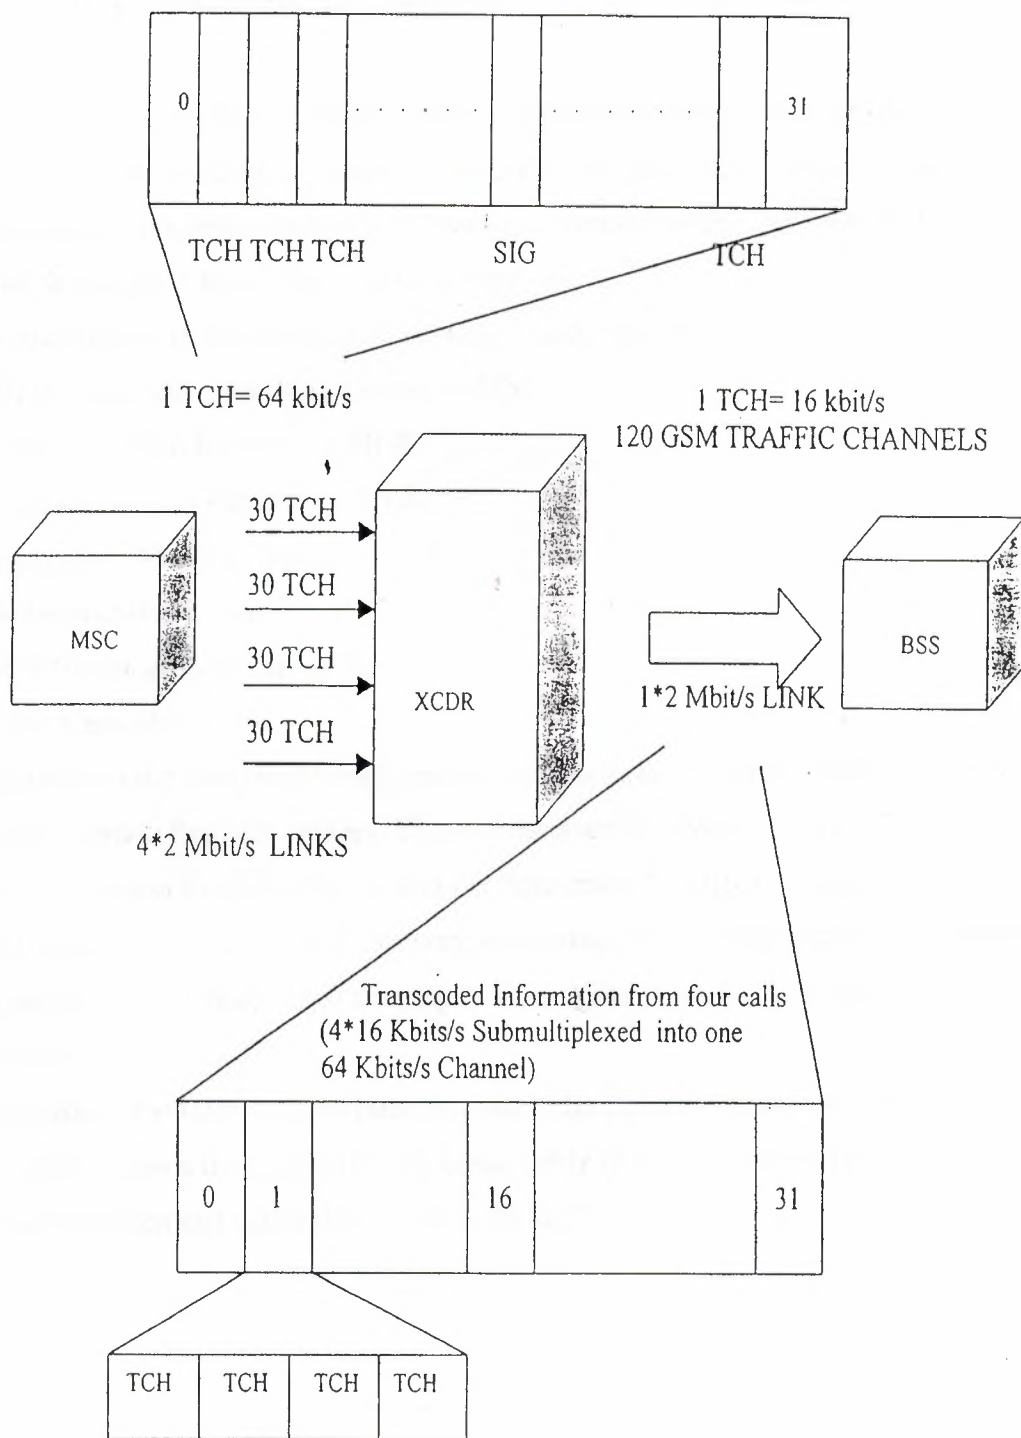 0 31
TCH TCH TCH SIG TCH
1 TCH= 64 kbit/s
1 TCH= 16 kbit/s
120 GSM TRAFFIC CHANNELS
30 TCH
30 TCH
30 TCH
30 TCH
MSC
XCDR
BSS
1*2 Mbit/s LINK
4*2 Mbit/s LINKS
Transcoded Information from four calls
(4*16 Kbits/s Submultiplexed into one
64 Kbits/s Channel)
0 1 16 31
TCH TCH TCH TCH